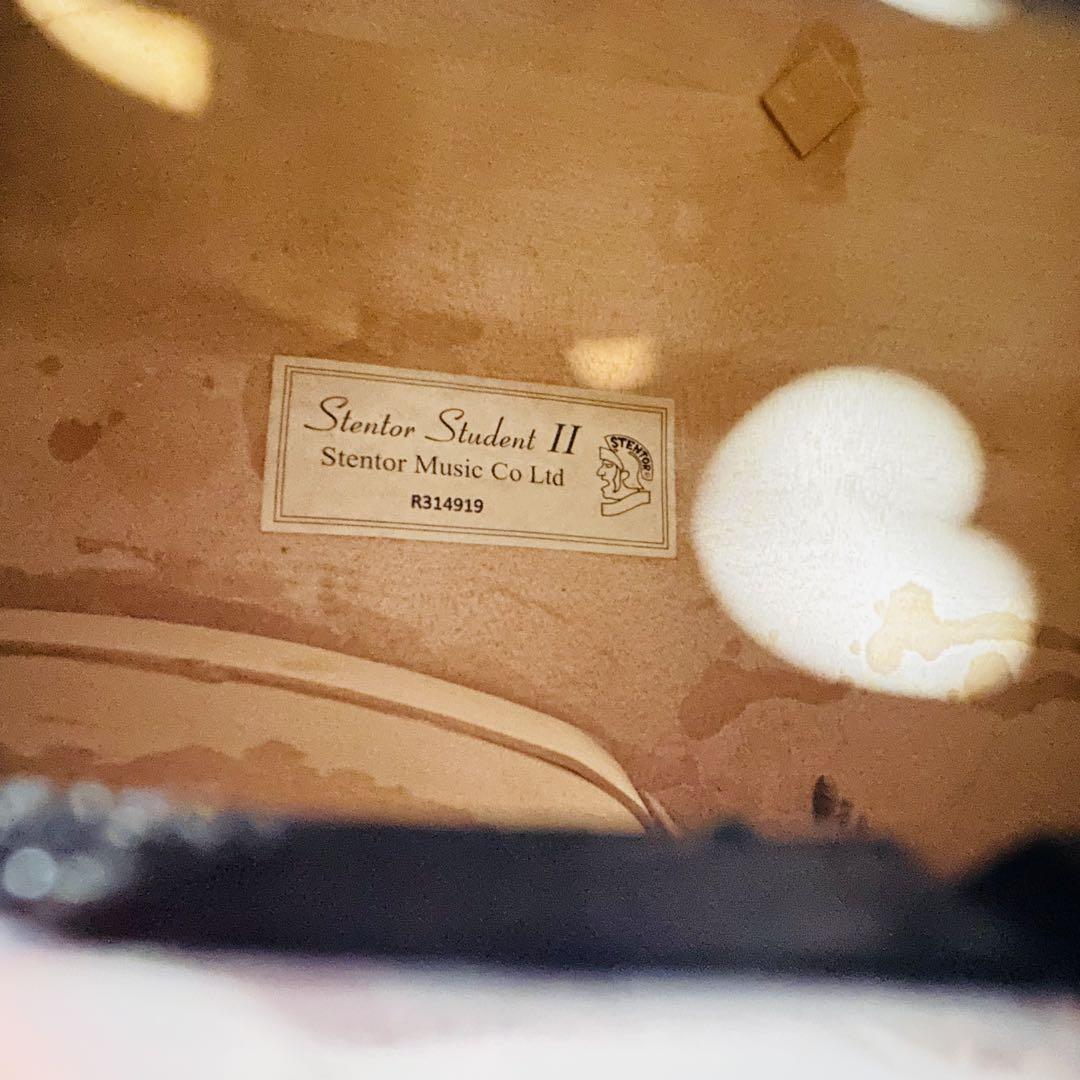 Stentor Student II
Stentor Music Co Ltd
R314919
STENTOR